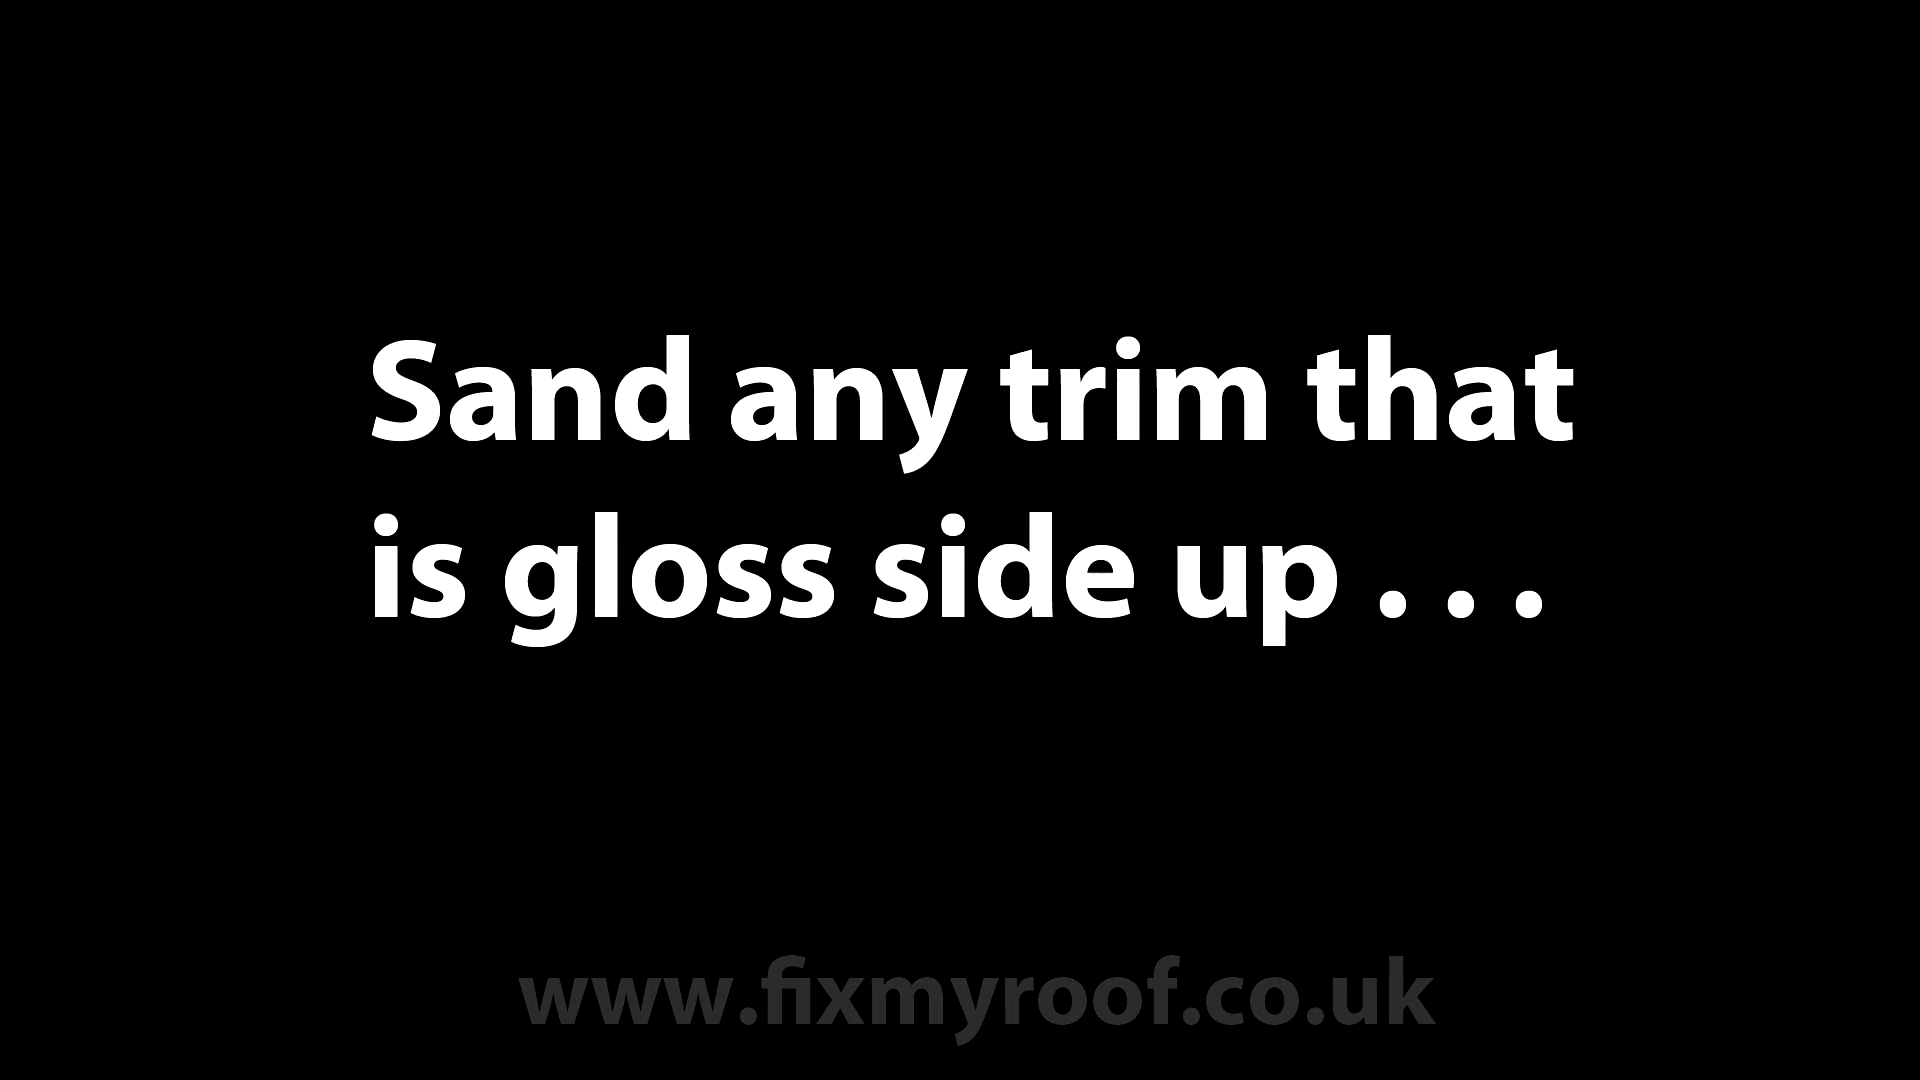 Sand any trim that
is gloss side up . . .
www.fixmyroof.co.uk